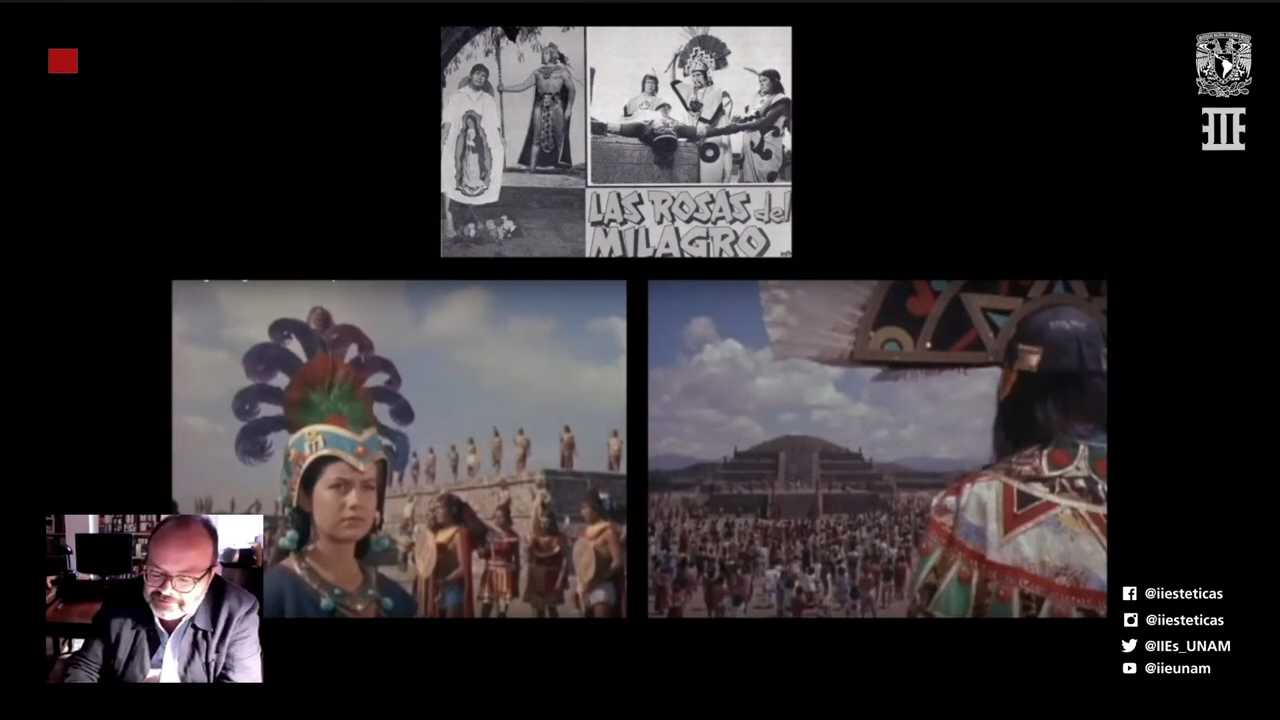 LAS ROSAS del
MILAGRO
@iiesteticas
@iiesteticas
@IIEs_UNAM
@iieunam